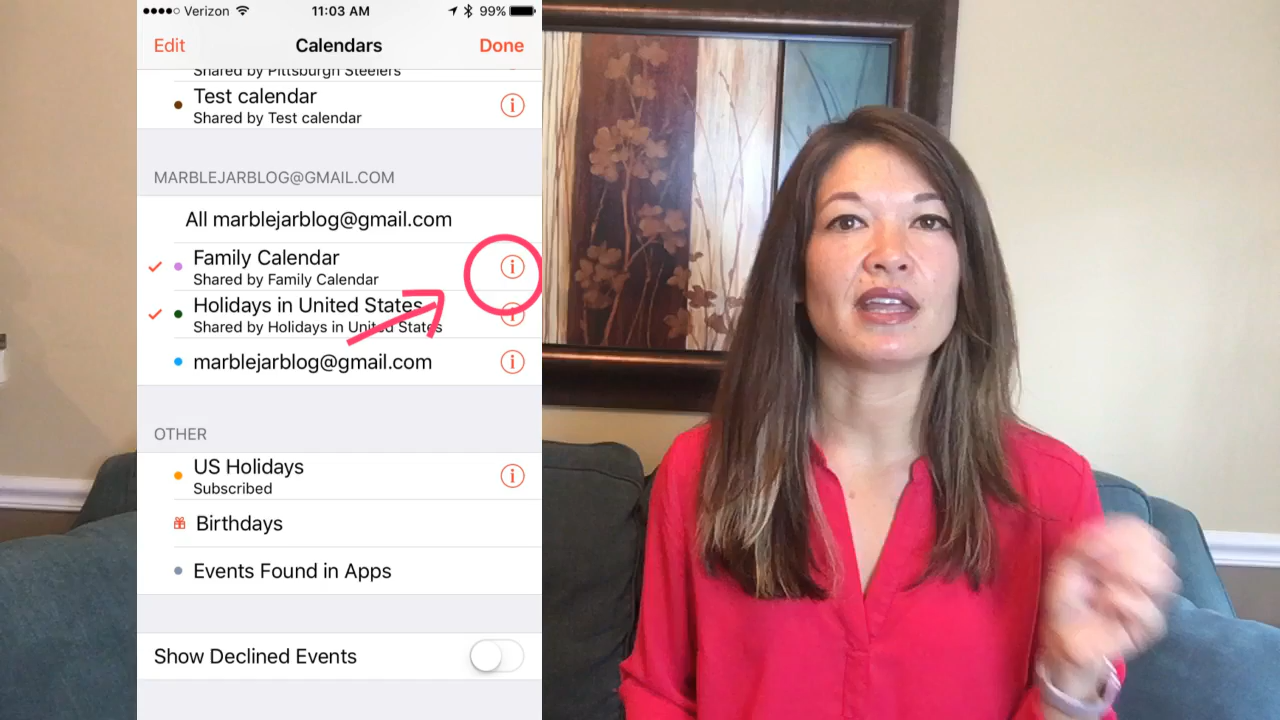 Verizon 11:03 AM 99%
Edit Calendars Done
Shared by Pittsburgh Steelers
Test calendar
Shared by Test calendar
MARBLEJARBLOG@GMAIL.COM
All marblejarblog@gmail.com
Family Calendar
Shared by Family Calendar
Holidays in United States
Shared by Holidays in United States
marblejarblog@gmail.com
OTHER
US Holidays
Subscribed
Birthdays
Events Found in Apps
Show Declined Events